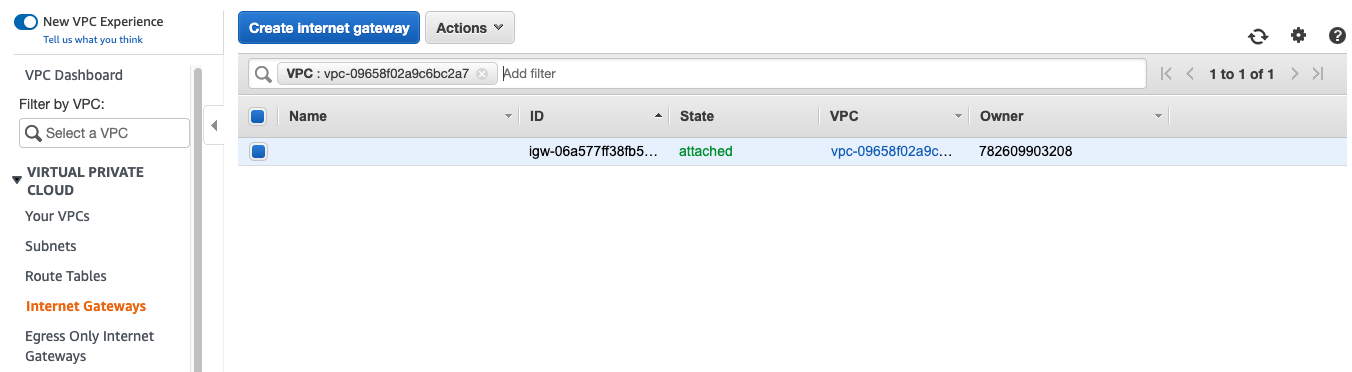 New VPC Experience
Tell us what you think
VPC Dashboard
Filter by VPC:
Select a VPC
VIRTUAL PRIVATE
CLOUD
Your VPCs
Subnets
Route Tables
Internet Gateways
Egress Only Internet
Gateways
Create internet gateway Actions
VPC : vpc-09658f02a9c6bc2a7 Add filter 1 to 1 of 1
Name ID State VPC Owner
igw-06a577ff38fb5... attached vpc-09658f02a9c... 782609903208